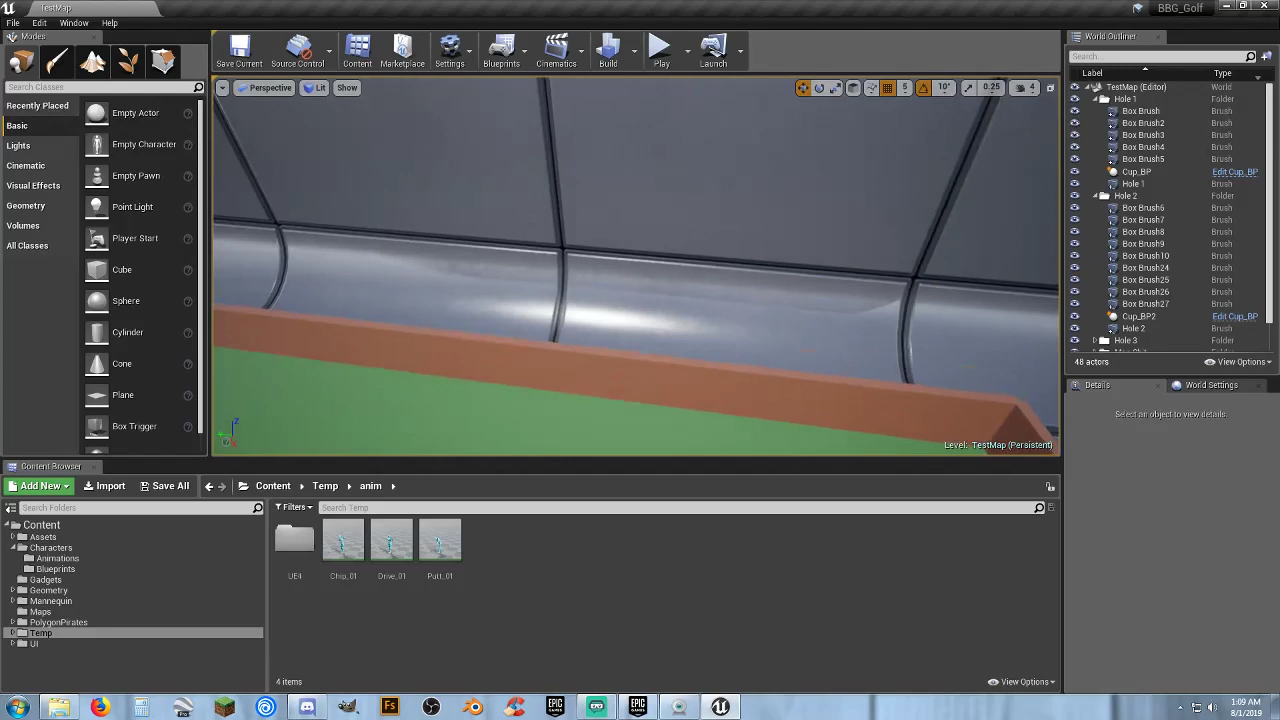 TestMap
BBG_Golf
File Edit Window Help
Modes
Save Current
Source Control
Content
Marketplace
Settings
Blueprints
Cinematics
Build
Play
Launch
World Outliner
Search...
Label
Type
Search Classes
Recently Placed
Basic
Lights
Cinematic
Visual Effects
Geometry
Volumes
All Classes
Empty Actor
Empty Character
Empty Pawn
Point Light
Player Start
Cube
Sphere
Cylinder
Cone
Plane
Box Trigger
Perspective
Lit
Show
5
10°
0.25
4
Level: TestMap (Persistent)
TestMap (Editor) World
Hole 1 Folder
Box Brush Brush
Box Brush2 Brush
Box Brush3 Brush
Box Brush4 Brush
Box Brush5 Brush
Cup_BP Edit Cup_BP
Hole 1 Brush
Hole 2 Folder
Box Brush6 Brush
Box Brush7 Brush
Box Brush8 Brush
Box Brush9 Brush
Box Brush10 Brush
Box Brush24 Brush
Box Brush25 Brush
Box Brush26 Brush
Box Brush27 Brush
Cup_BP2 Edit Cup_BP
Hole 2 Brush
Hole 3 Folder
48 actors
View Options
Details
World Settings
Select an object to view details.
Content Browser
Add New
Import
Save All
Content Temp anim
Search Folders
Filters
Search Temp
Content
Assets
Characters
Animations
Blueprints
Gadgets
Geometry
Mannequin
Maps
PolygonPirates
Temp
UI
UE4
Chip_01
Drive_01
Putt_01
4 items
View Options
Pro
Fs
EPIC GAMES
EPIC GAMES
1:09 AM
8/1/2019